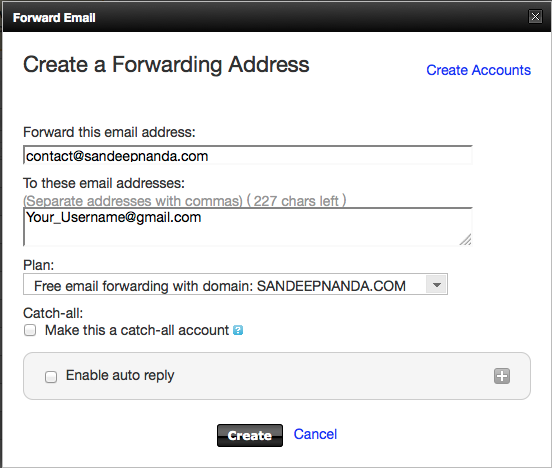 Forward Email
Create a Forwarding Address
Create Accounts
Forward this email address:
contact@sandeepnanda.com
To these email addresses:
(Separate addresses with commas) ( 227 chars left )
Your_Username@gmail.com
Plan:
Free email forwarding with domain: SANDEEPNANDA.COM
Catch-all:
Make this a catch-all account ?
Enable auto reply
Create Cancel